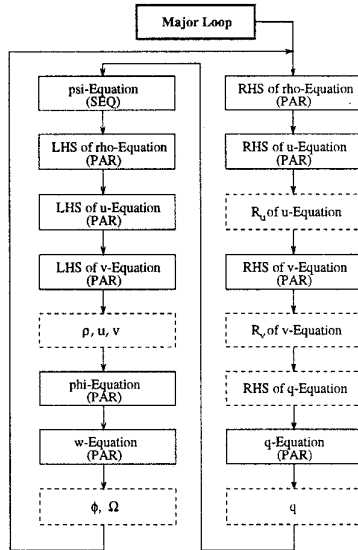 Major Loop
psi-Equation
(SEQ)
LHS of rho-Equation
(PAR)
LHS of u-Equation
(PAR)
LHS of v-Equation
(PAR)
ρ, u, v
phi-Equation
(PAR)
w-Equation
(PAR)
ϕ, Ω
RHS of rho-Equation
(PAR)
RHS of u-Equation
(PAR)
Rᵤ of u-Equation
RHS of v-Equation
(PAR)
Rᵥ of v-Equation
RHS of q-Equation
q-Equation
(PAR)
q